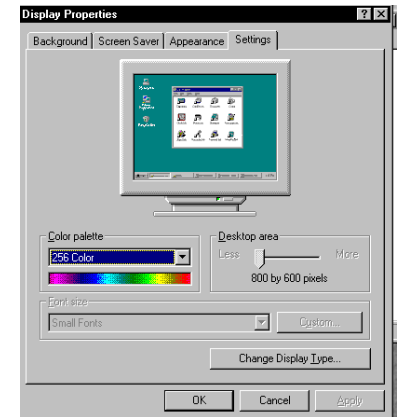 Display Properties
Background Screen Saver Appearance Settings
Color palette
256 Color
Desktop area
Less More
800 by 600 pixels
Font size
Small Fonts
Custom...
Change Display Type...
OK Cancel Apply